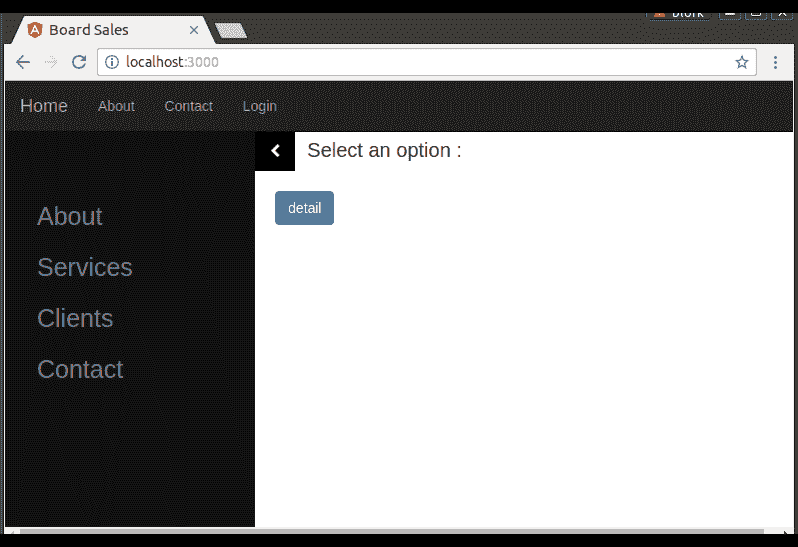 Board Sales
localhost:3000
Home About Contact Login
Select an option :
detail
About
Services
Clients
Contact